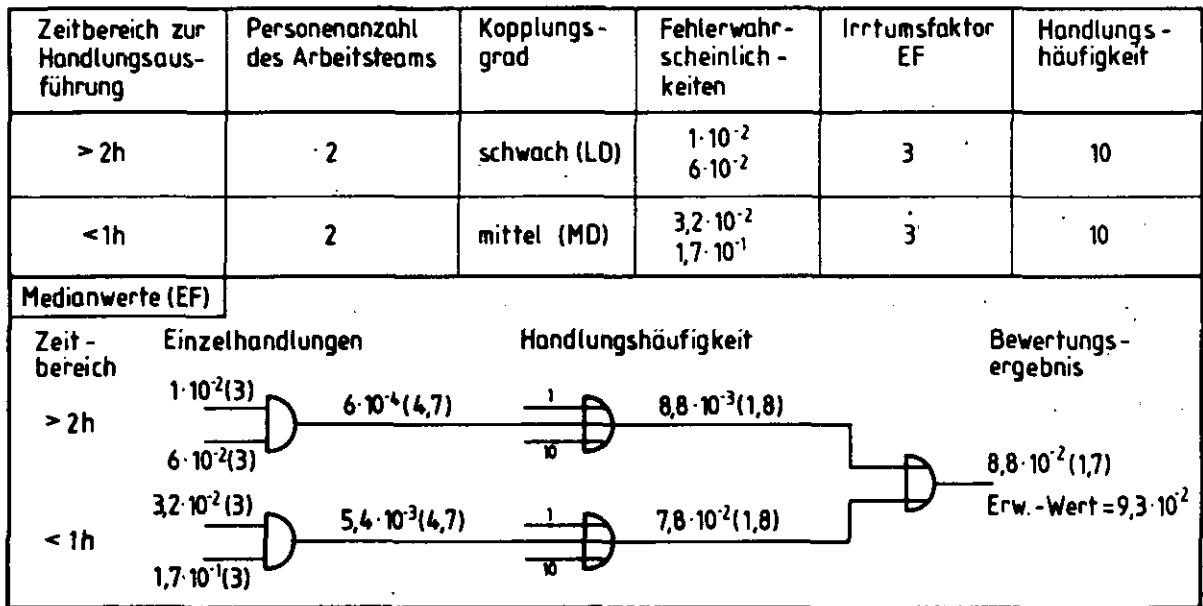 Zeitbereich zur Handlungsaus- führung
Personenanzahl des Arbeitsteams
Kopplungs- grad
Fehlerwahr- scheinlich - keiten
Irrtumsfaktor EF
Handlungs- häufigkeit
> 2h
2
schwach (LD)
1·10⁻²
6·10⁻²
3
10
< 1h
2
mittel (MD)
3,2·10⁻²
1,7·10⁻¹
3
10
Medianwerte (EF)
Zeit- bereich
Einzelhandlungen
Handlungshäufigkeit
Bewertungs- ergebnis
> 2h
1·10⁻²(3)
6·10⁻²(3)
6·10⁻⁴(4,7)
1
10
8,8·10⁻³(1,8)
8,8·10⁻²(1,7)
Erw.-Wert=9,3·10⁻²
< 1h
3,2·10⁻²(3)
1,7·10⁻¹(3)
5,4·10⁻³(4,7)
1
10
7,8·10⁻²(1,8)